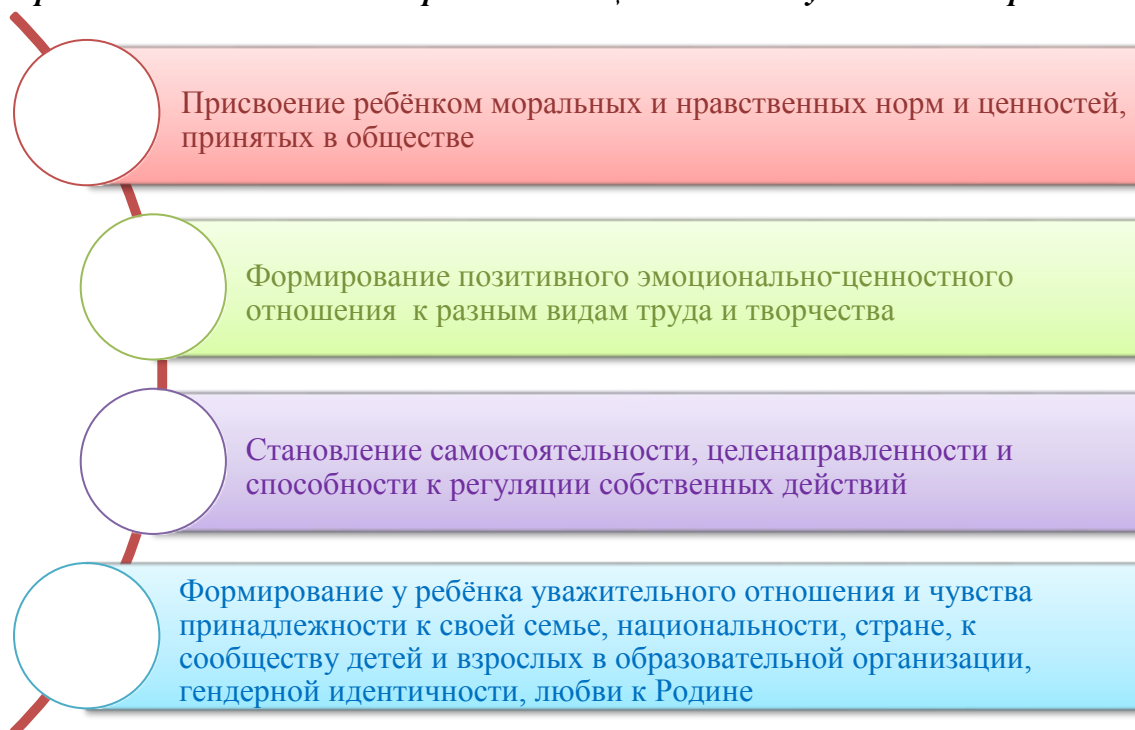 Присвоение ребёнком моральных и нравственных норм и ценностей,
принятых в обществе
Формирование позитивного эмоционально-ценностного
отношения к разным видам труда и творчества
Становление самостоятельности, целенаправленности и
способности к регуляции собственных действий
Формирование у ребёнка уважительного отношения и чувства
принадлежности к своей семье, национальности, стране, к
сообществу детей и взрослых в образовательной организации,
гендерной идентичности, любви к Родине